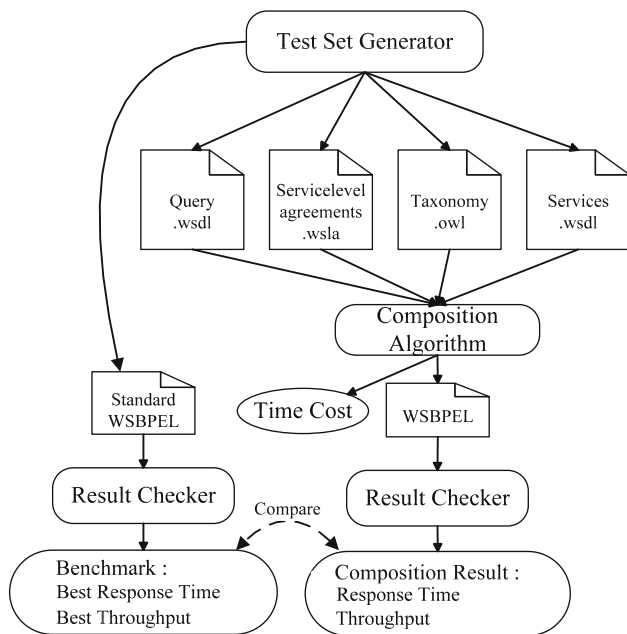 Test Set Generator
Query
.wsdl
Servicelevel
agreements
.wsla
Taxonomy
.owl
Services
.wsdl
Composition
Algorithm
Standard
WSBPEL
Time Cost
WSBPEL
Result Checker
Result Checker
Compare
Benchmark :
Best Response Time
Best Throughput
Composition Result :
Response Time
Throughput